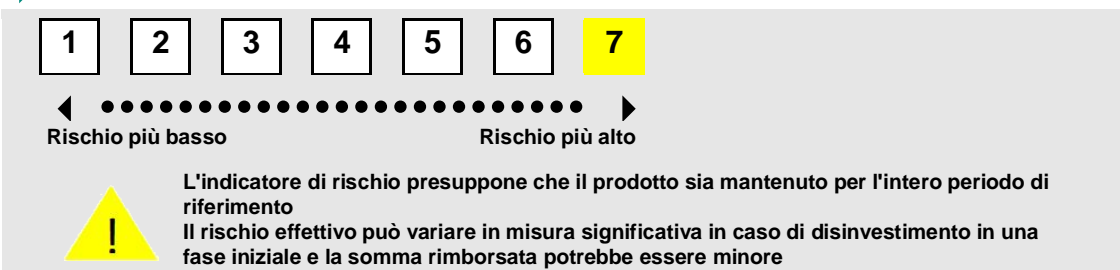 1 2 3 4 5 6 7
Rischio più basso Rischio più alto
L'indicatore di rischio presuppone che il prodotto sia mantenuto per l'intero periodo di
riferimento
Il rischio effettivo può variare in misura significativa in caso di disinvestimento in una
fase iniziale e la somma rimborsata potrebbe essere minore
!